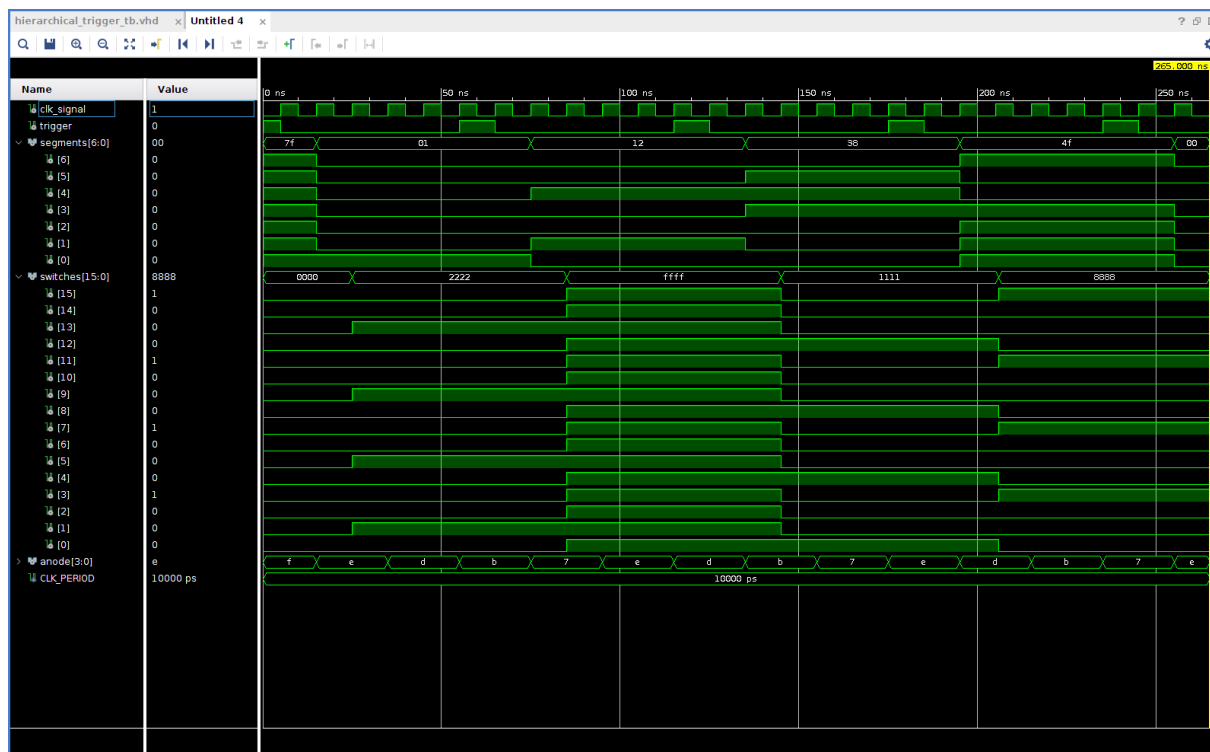 hierarchical_trigger_tb.vhd × Untitled 4 ×
?
265.000 ns
Name Value
0 ns 50 ns 100 ns 150 ns 200 ns 250 ns
clk_signal 1
trigger 0
segments[6:0] 00 7f 01 12 38 4f 00
[6] 0
[5] 0
[4] 0
[3] 0
[2] 0
[1] 0
[0] 0
switches[15:0] 8888 0000 2222 ffff 1111 8888
[15] 1
[14] 0
[13] 0
[12] 0
[11] 1
[10] 0
[9] 0
[8] 0
[7] 1
[6] 0
[5] 0
[4] 0
[3] 1
[2] 0
[1] 0
[0] 0
anode[3:0] e f e d b 7 e d b 7 e d b 7 e
CLK_PERIOD 10000 ps 10000 ps